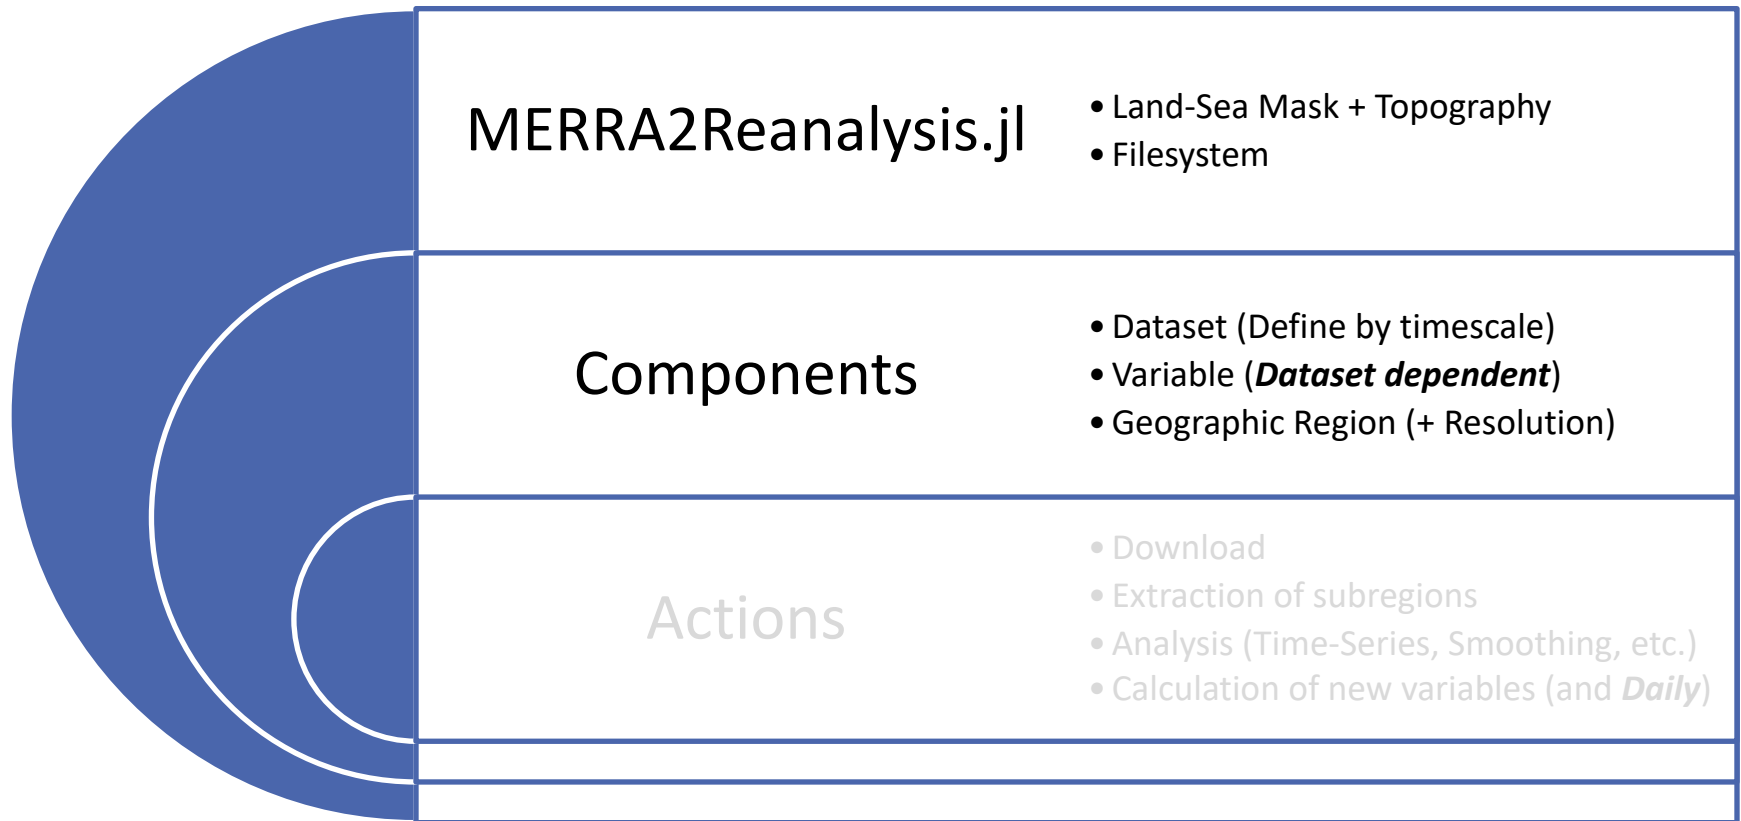 MERRA2Reanalysis.jl
• Land-Sea Mask + Topography
• Filesystem
Components
• Dataset (Define by timescale)
• Variable (Dataset dependent)
• Geographic Region (+ Resolution)
Actions
• Download
• Extraction of subregions
• Analysis (Time-Series, Smoothing, etc.)
• Calculation of new variables (and Daily)